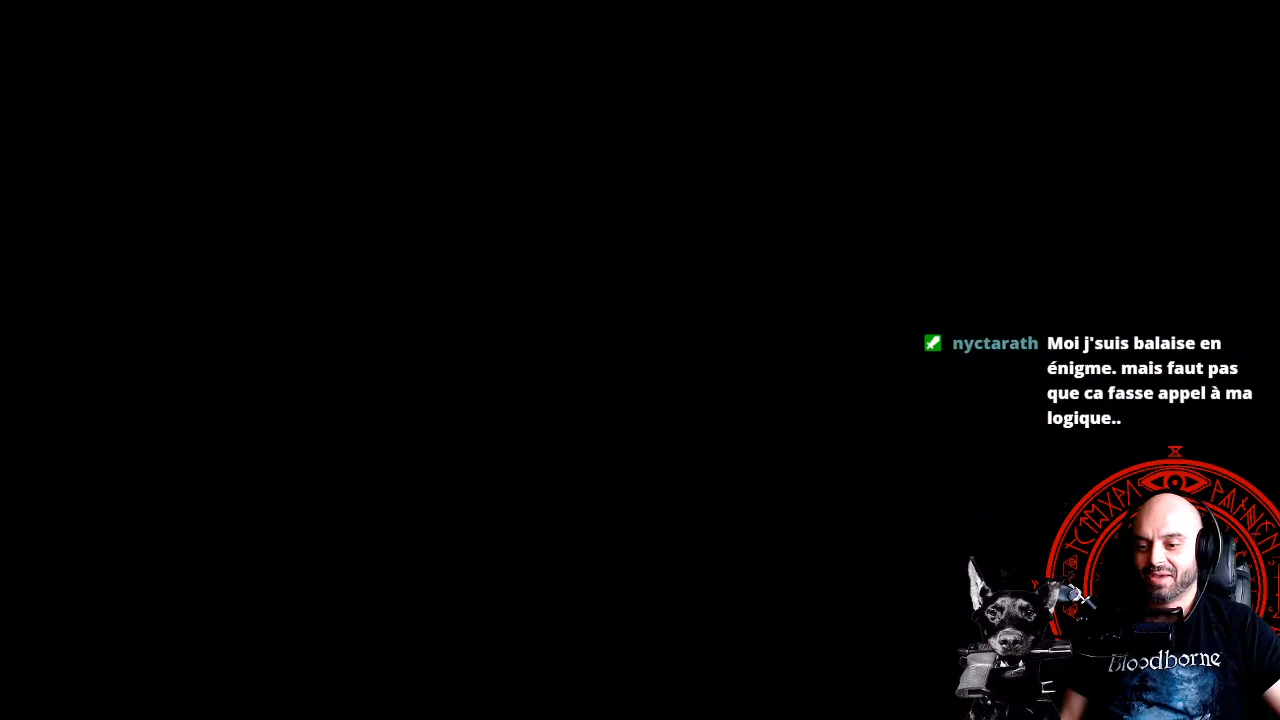 nyctarath Moi j'suis balaise en
énigme. mais faut pas
que ca fasse appel à ma
logique..
Bloodborne